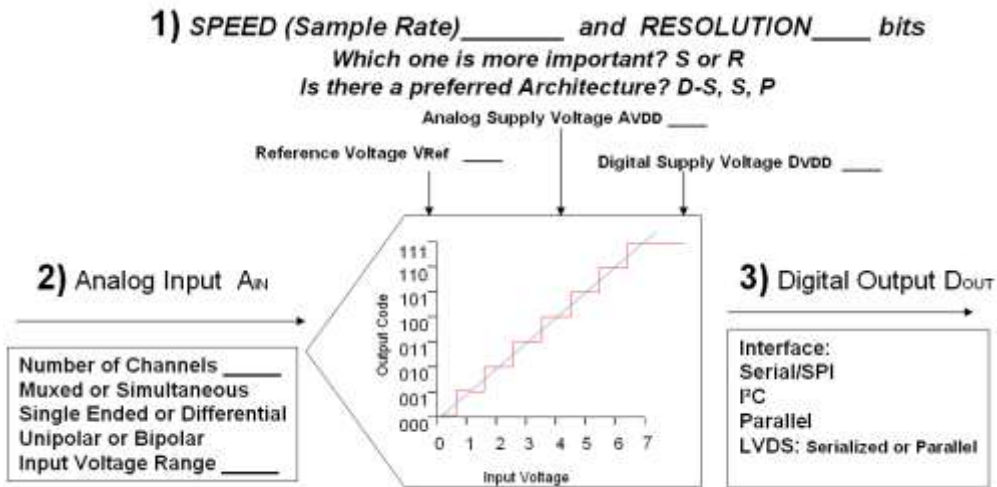 1) SPEED (Sample Rate)_______ and RESOLUTION____ bits
Which one is more important? S or R
Is there a preferred Architecture? D-S, S, P
Analog Supply Voltage AVDD ____
Reference Voltage VRef ____
Digital Supply Voltage DVDD ____
2) Analog Input AIN
Number of Channels _____
Muxed or Simultaneous
Single Ended or Differential
Unipolar or Bipolar
Input Voltage Range ______
Output Code
111
110
101
100
011
010
001
000
0 1 2 3 4 5 6 7
Input Voltage
3) Digital Output DOUT
Interface:
Serial/SPI
I²C
Parallel
LVDS: Serialized or Parallel